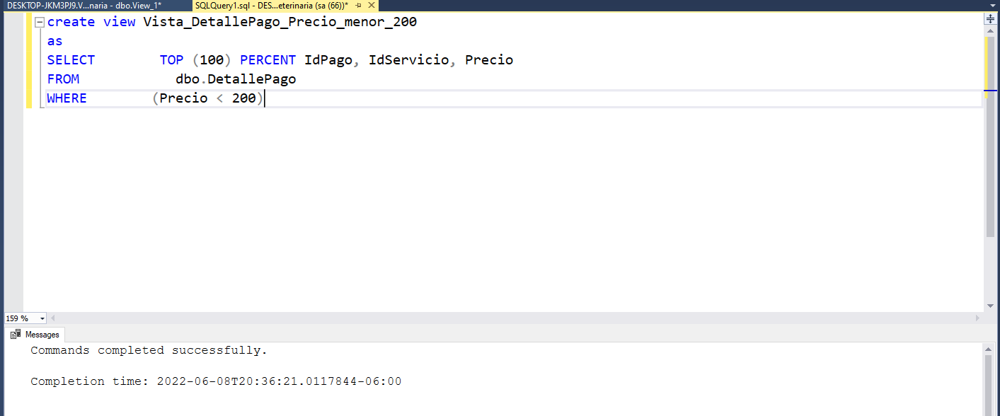 DESKTOP-JKM3PJ9.V...naria - dbo.View_1*
SQLQuery1.sql - DES...eterinaria (sa (66))*
create view Vista_DetallePago_Precio_menor_200
as
SELECT TOP (100) PERCENT IdPago, IdServicio, Precio
FROM dbo.DetallePago
WHERE (Precio < 200)
159 %
Messages
Commands completed successfully.
Completion time: 2022-06-08T20:36:21.0117844-06:00